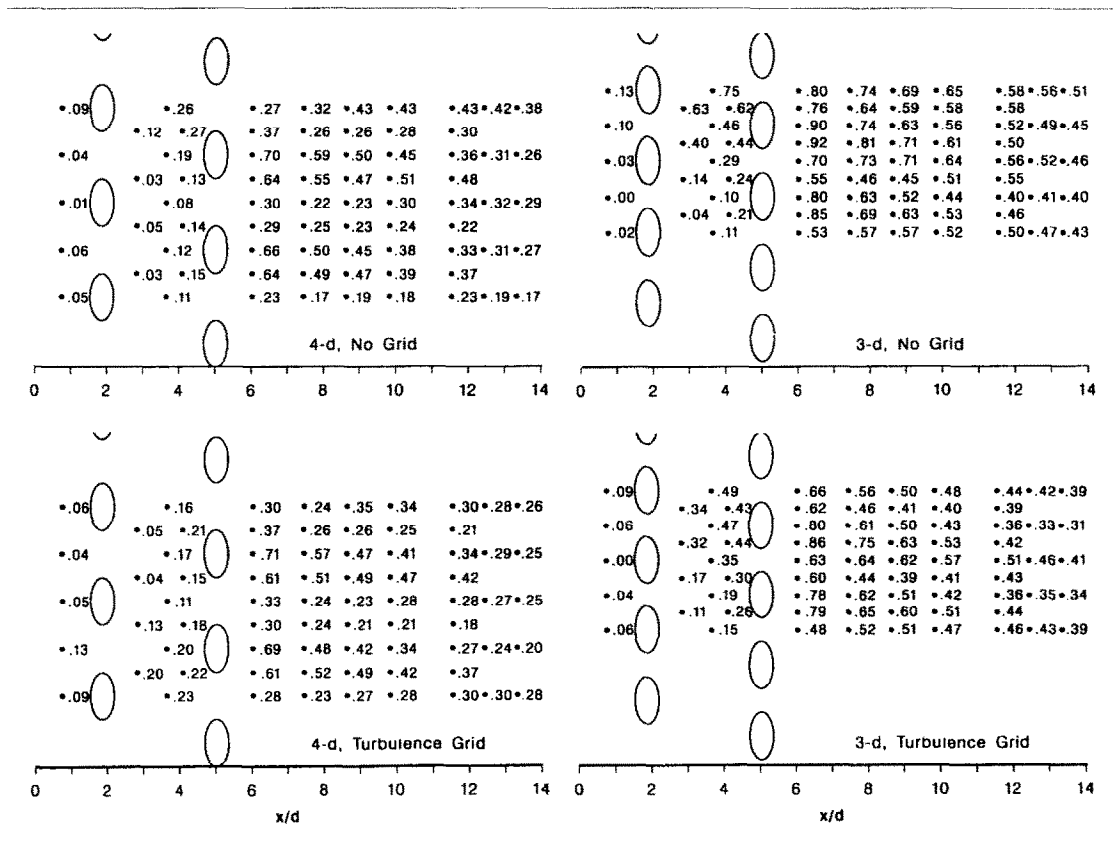 .09 .26 .27 .32 .43 .43 .43 .42 .38
.12 .27 .37 .26 .26 .28 .30
.04 .19 .70 .59 .50 .45 .36 .31 .26
.03 .13 .64 .55 .47 .51 .48
.01 .08 .30 .22 .23 .30 .34 .32 .29
.05 .14 .29 .25 .23 .24 .22
.06 .12 .66 .50 .45 .38 .33 .31 .27
.03 .15 .64 .49 .47 .39 .37
.05 .11 .23 .17 .19 .18 .23 .19 .17
4-d, No Grid
0 2 4 6 8 10 12 14
.13 .75 .80 .74 .69 .65 .58 .56 .51
.63 .62 .76 .64 .59 .58 .58
.10 .46 .90 .74 .63 .56 .52 .49 .45
.40 .44 .92 .81 .71 .61 .50
.03 .29 .70 .73 .71 .64 .56 .52 .46
.14 .24 .55 .46 .45 .51 .55
.00 .10 .80 .63 .52 .44 .40 .41 .40
.04 .21 .85 .69 .63 .53 .46
.02 .11 .53 .57 .57 .52 .50 .47 .43
3-d, No Grid
0 2 4 6 8 10 12 14
.06 .16 .30 .24 .35 .34 .30 .28 .26
.05 .21 .37 .26 .26 .25 .21
.04 .17 .71 .57 .47 .41 .34 .29 .25
.04 .15 .61 .51 .49 .47 .42
.05 .11 .33 .24 .23 .28 .28 .27 .25
.13 .18 .30 .24 .21 .21 .18
.13 .20 .69 .48 .42 .34 .27 .24 .20
.20 .22 .61 .52 .49 .42 .37
.09 .23 .28 .23 .27 .28 .30 .30 .28
4-d, Turbulence Grid
0 2 4 6 8 10 12 14
x/d
.09 .49 .66 .56 .50 .48 .44 .42 .39
.34 .43 .62 .46 .41 .40 .39
.06 .47 .80 .61 .50 .43 .36 .33 .31
.32 .44 .86 .75 .63 .53 .42
.00 .35 .63 .64 .62 .57 .51 .46 .41
.17 .30 .60 .44 .39 .41 .43
.04 .19 .78 .62 .51 .42 .36 .35 .34
.11 .26 .79 .65 .60 .51 .44
.06 .15 .48 .52 .51 .47 .46 .43 .39
3-d, Turbulence Grid
0 2 4 6 8 10 12 14
x/d